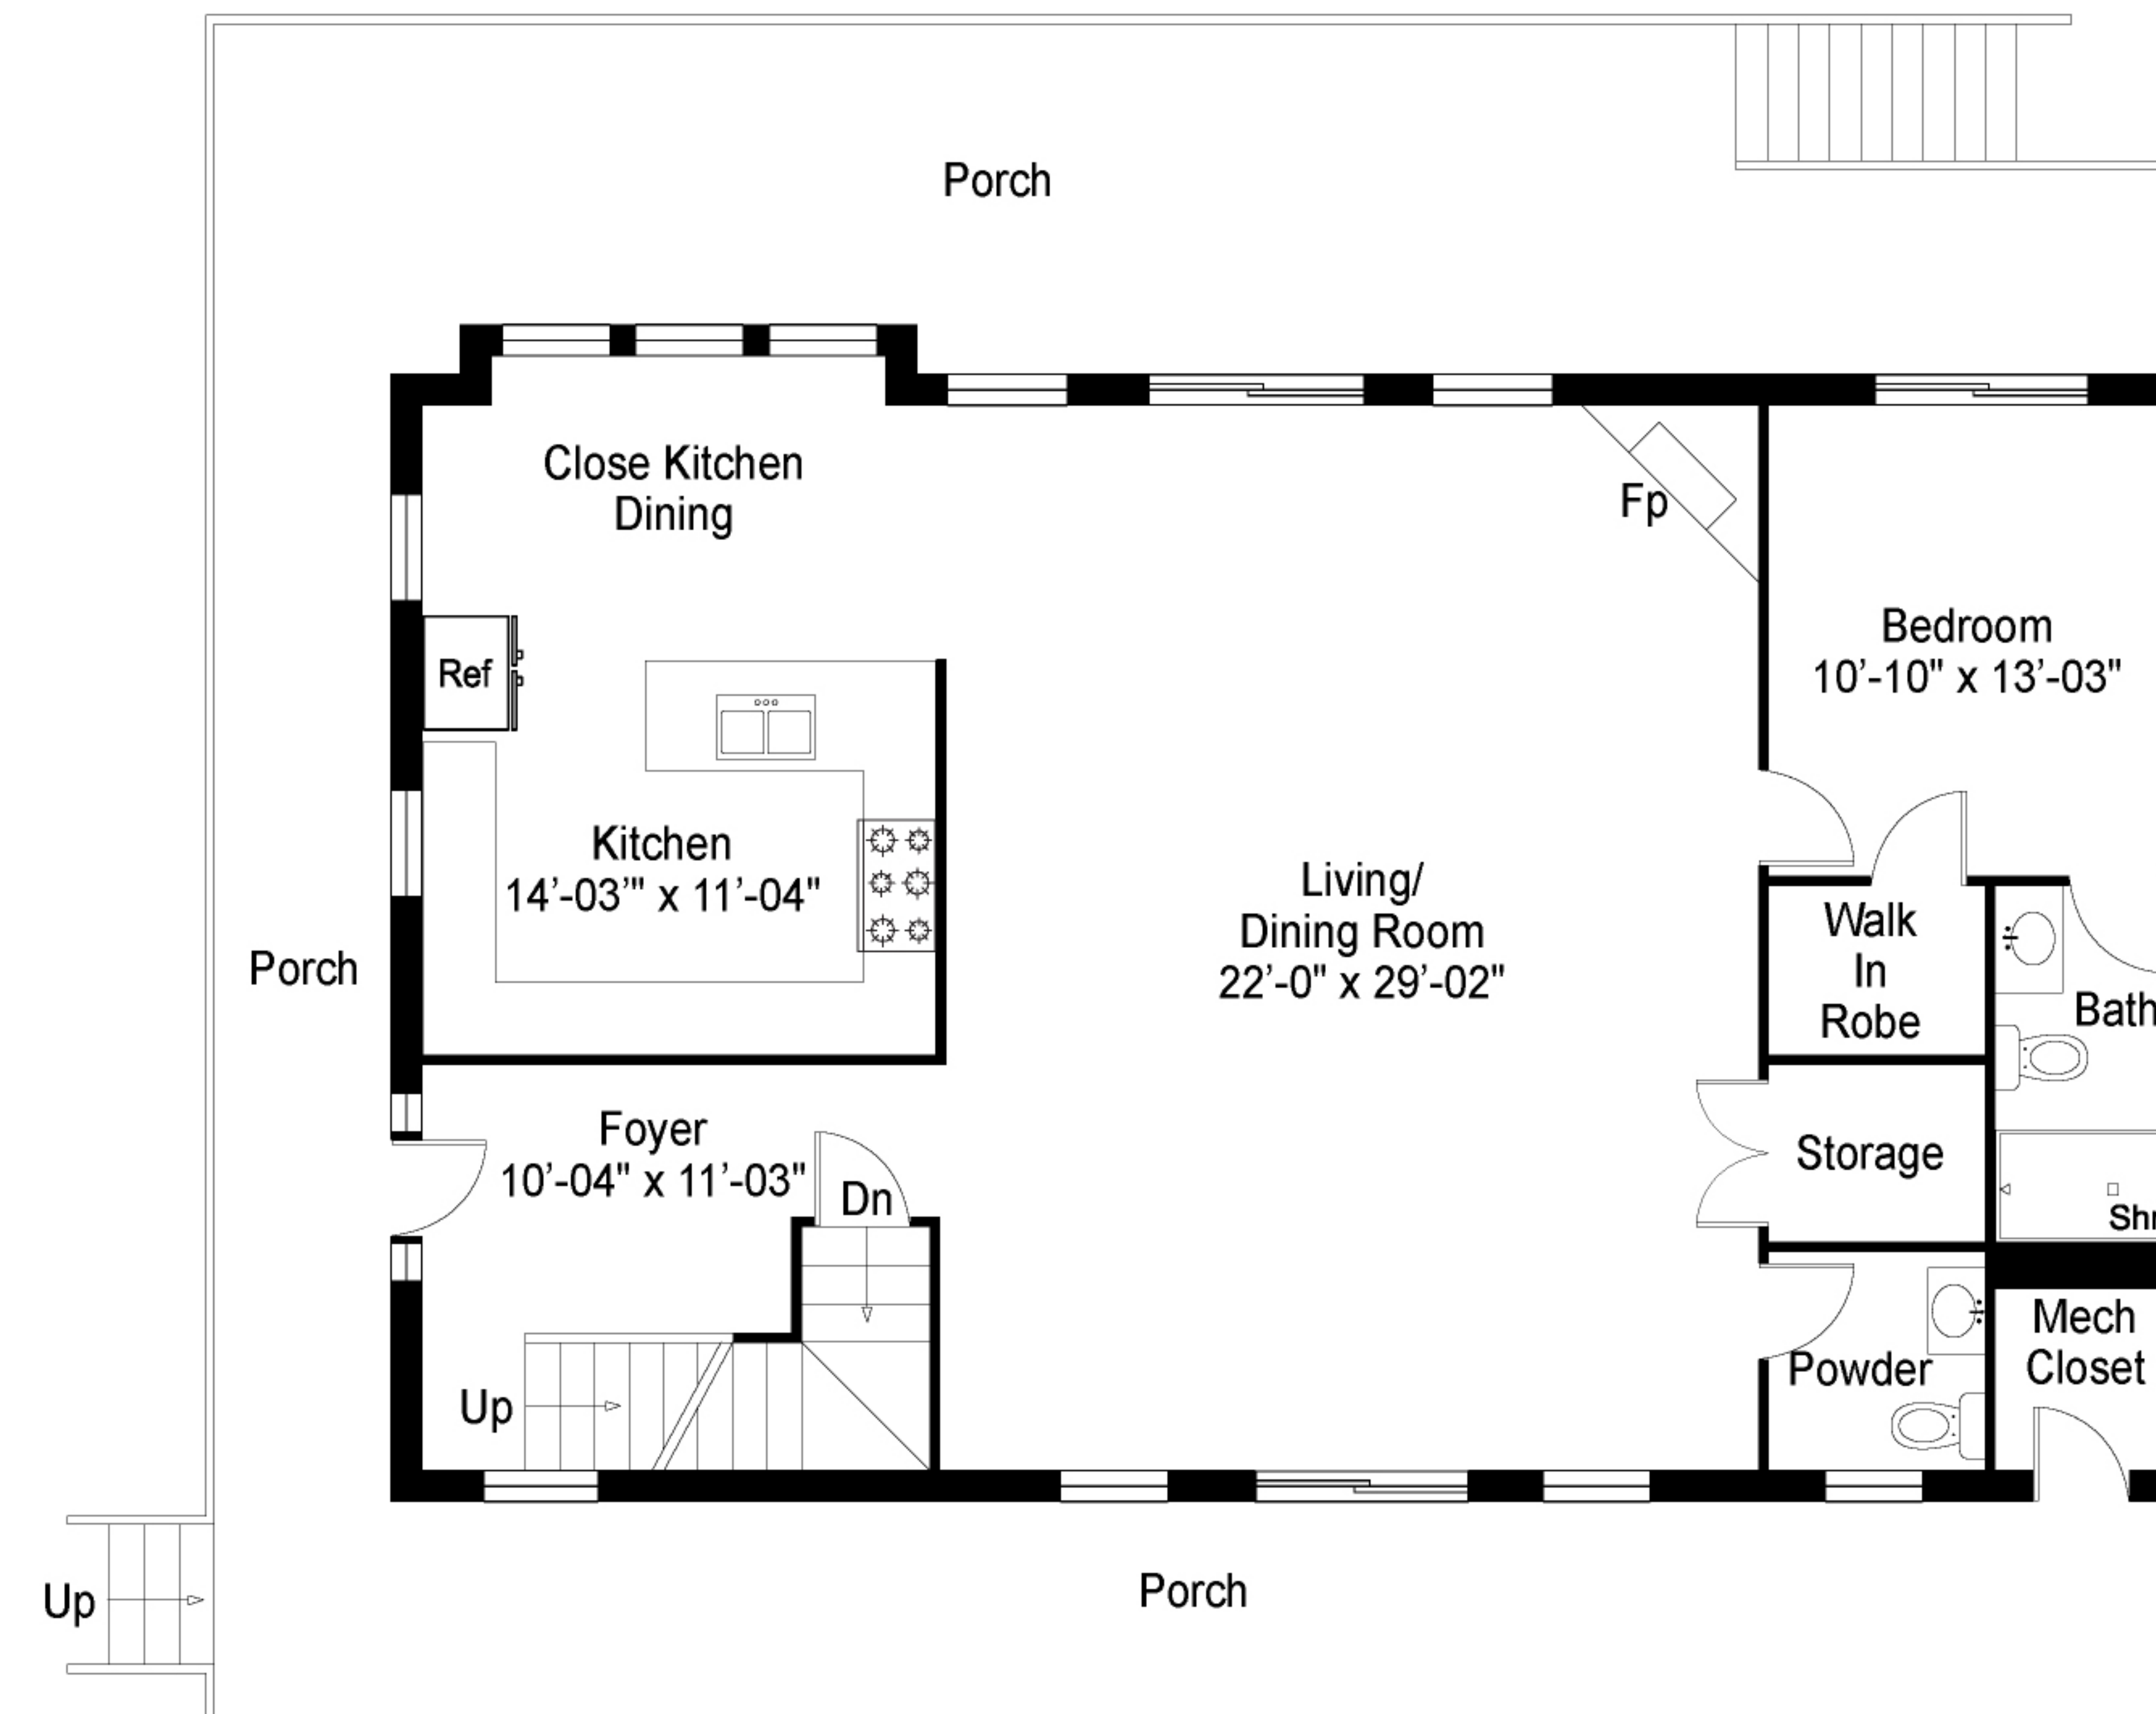 Porch
Close Kitchen
Dining
Fp
Ref
Bedroom
10'-10" x 13'-03"
Kitchen
14'-03'" x 11'-04"
Living/
Dining Room
22'-0" x 29'-02"
Walk
In
Robe
Porch
Bath
Foyer
10'-04" x 11'-03"
Dn
Storage
Shr
Mech
Closet
Powder
Up
Up
Porch